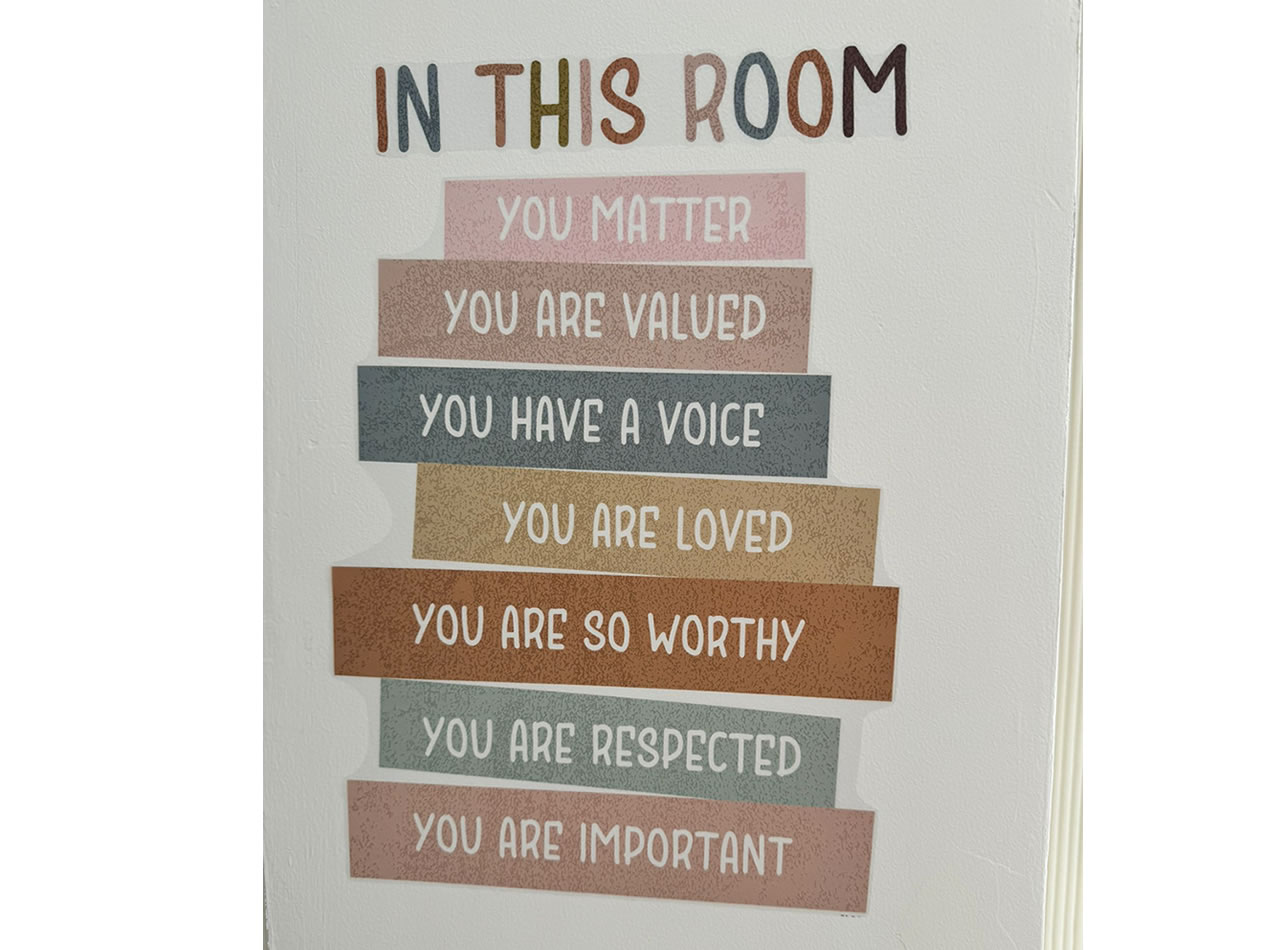 IN THIS ROOM
YOU MATTER
YOU ARE VALUED
YOU HAVE A VOICE
YOU ARE LOVED
YOU ARE SO WORTHY
YOU ARE RESPECTED
YOU ARE IMPORTANT